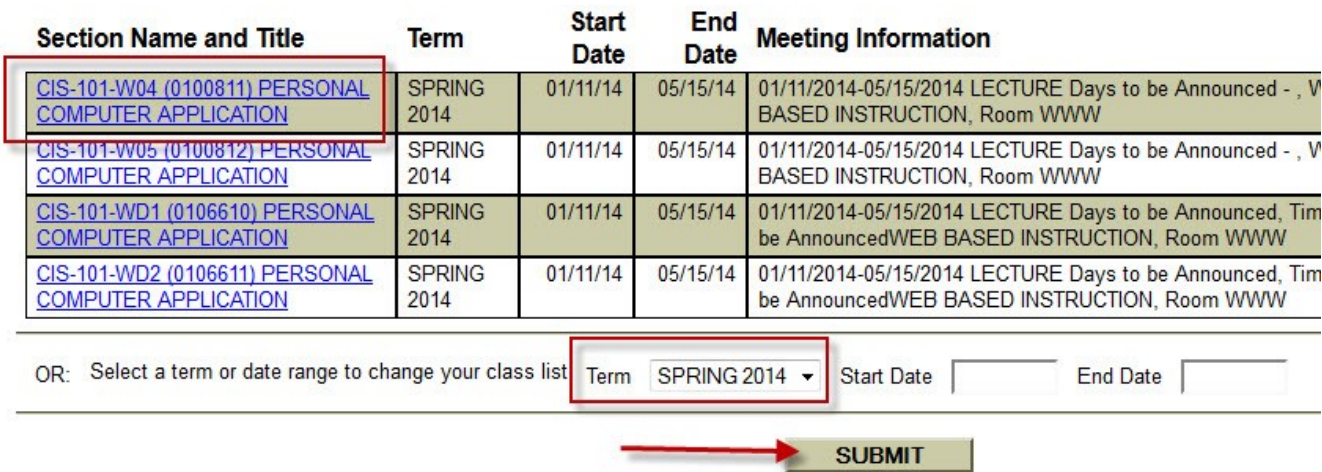 Section Name and Title Term Start Date End Date Meeting Information
CIS-101-W04 (0100811) PERSONAL SPRING 01/11/14 05/15/14 01/11/2014-05/15/2014 LECTURE Days to be Announced - ,
COMPUTER APPLICATION 2014 BASED INSTRUCTION, Room WWW
CIS-101-W05 (0100812) PERSONAL SPRING 01/11/14 05/15/14 01/11/2014-05/15/2014 LECTURE Days to be Announced - ,
COMPUTER APPLICATION 2014 BASED INSTRUCTION, Room WWW
CIS-101-WD1 (0106610) PERSONAL SPRING 01/11/14 05/15/14 01/11/2014-05/15/2014 LECTURE Days to be Announced, Tim
COMPUTER APPLICATION 2014 be AnnouncedWEB BASED INSTRUCTION, Room WWW
CIS-101-WD2 (0106611) PERSONAL SPRING 01/11/14 05/15/14 01/11/2014-05/15/2014 LECTURE Days to be Announced, Tim
COMPUTER APPLICATION 2014 be AnnouncedWEB BASED INSTRUCTION, Room WWW
OR: Select a term or date range to change your class list Term SPRING 2014 Start Date End Date
SUBMIT